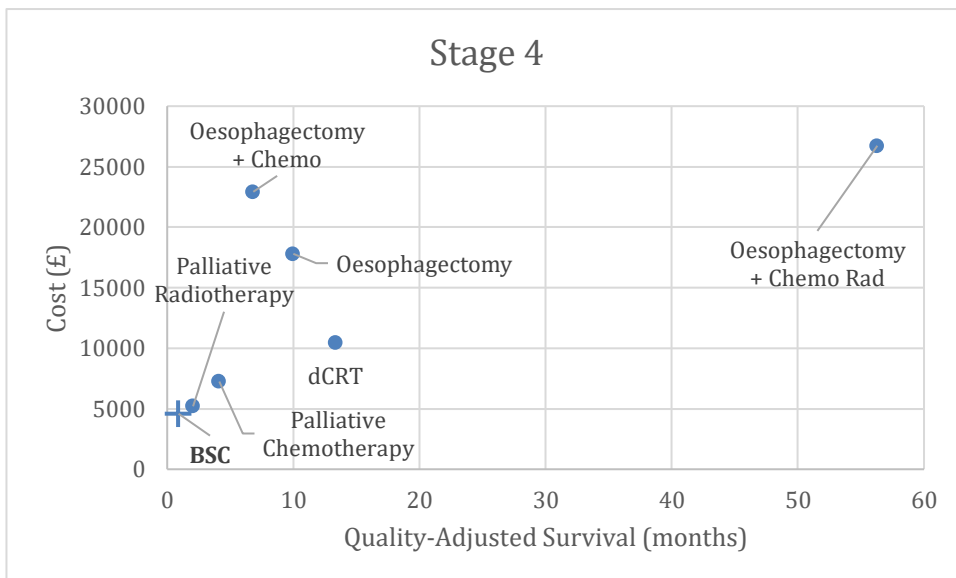 Stage 4
30000
25000
20000
15000
10000
5000
0
Cost (£)
Oesophagectomy
+ Chemo
Palliative
Radiotherapy
Oesophagectomy
Oesophagectomy
+ Chemo Rad
dCRT
Palliative
Chemotherapy
BSC
0 10 20 30 40 50 60
Quality-Adjusted Survival (months)